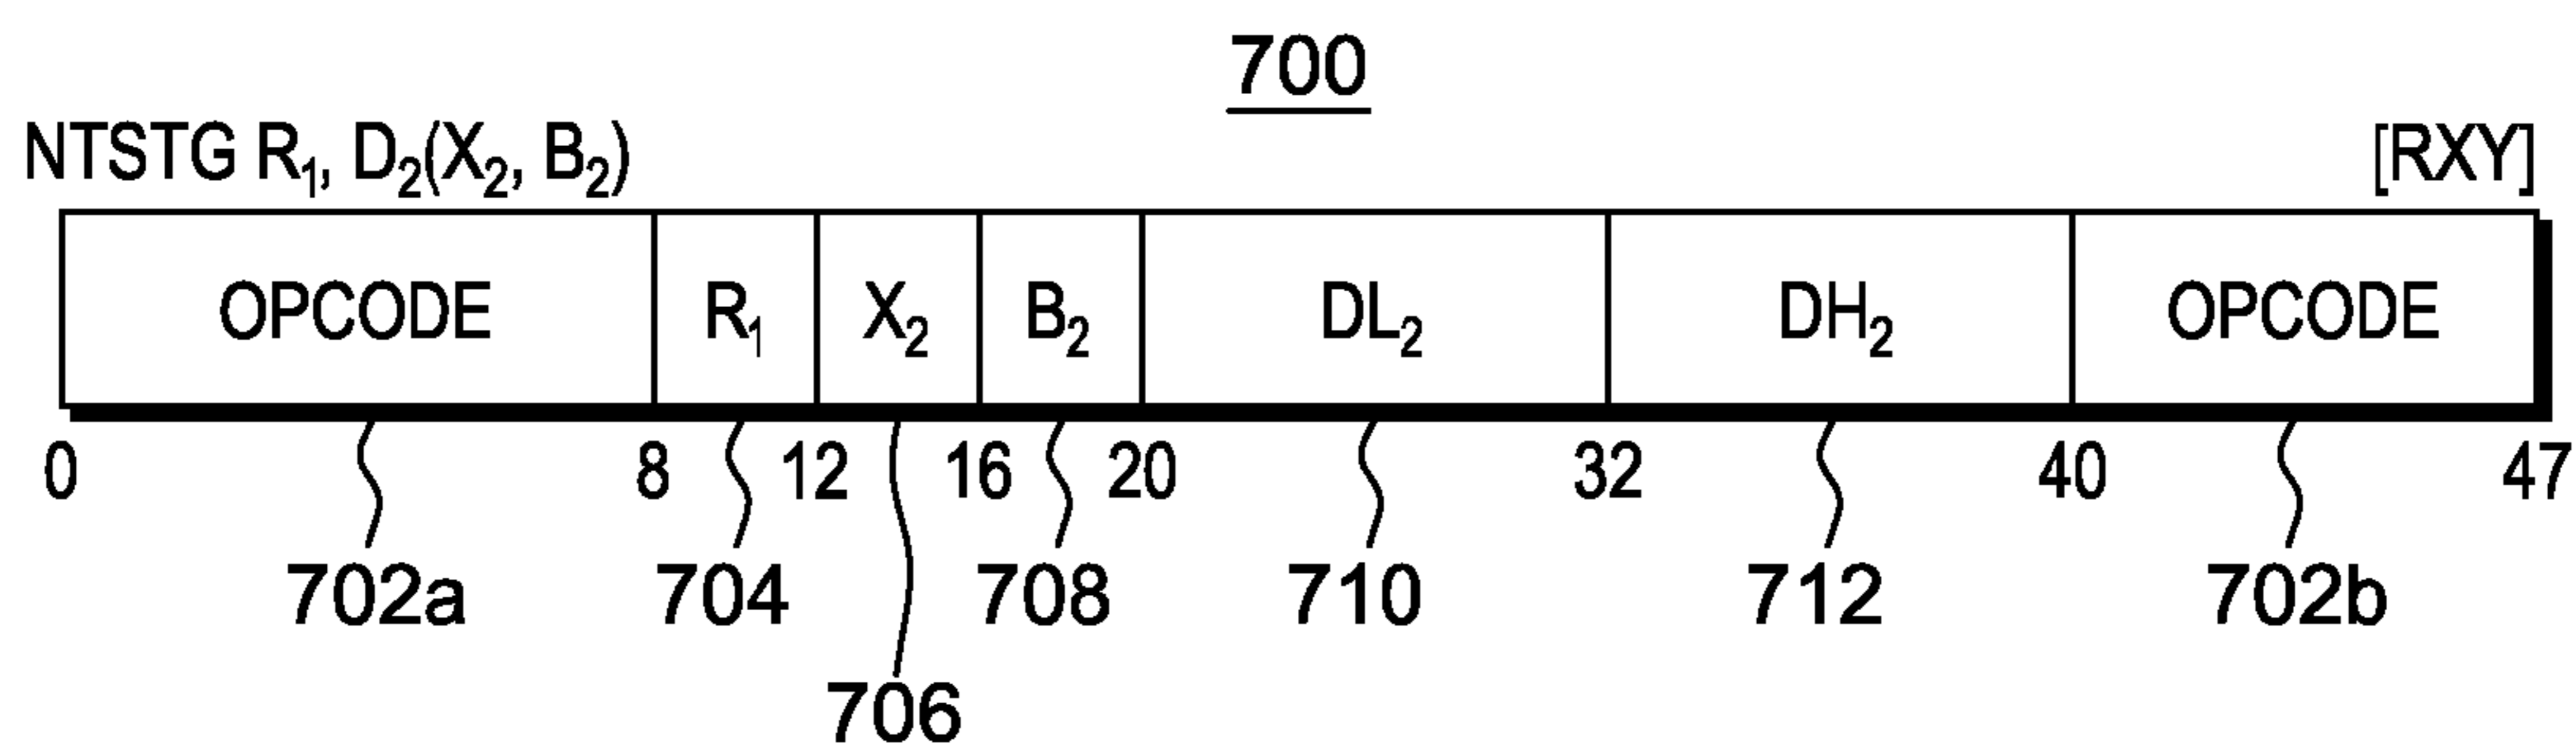 700
NTSTG R₁, D₂(X₂, B₂) [RXY]
OPCODE R₁ X₂ B₂ DL₂ DH₂ OPCODE
0 8 12 16 20 32 40 47
702a 704 708 710 712 702b
706